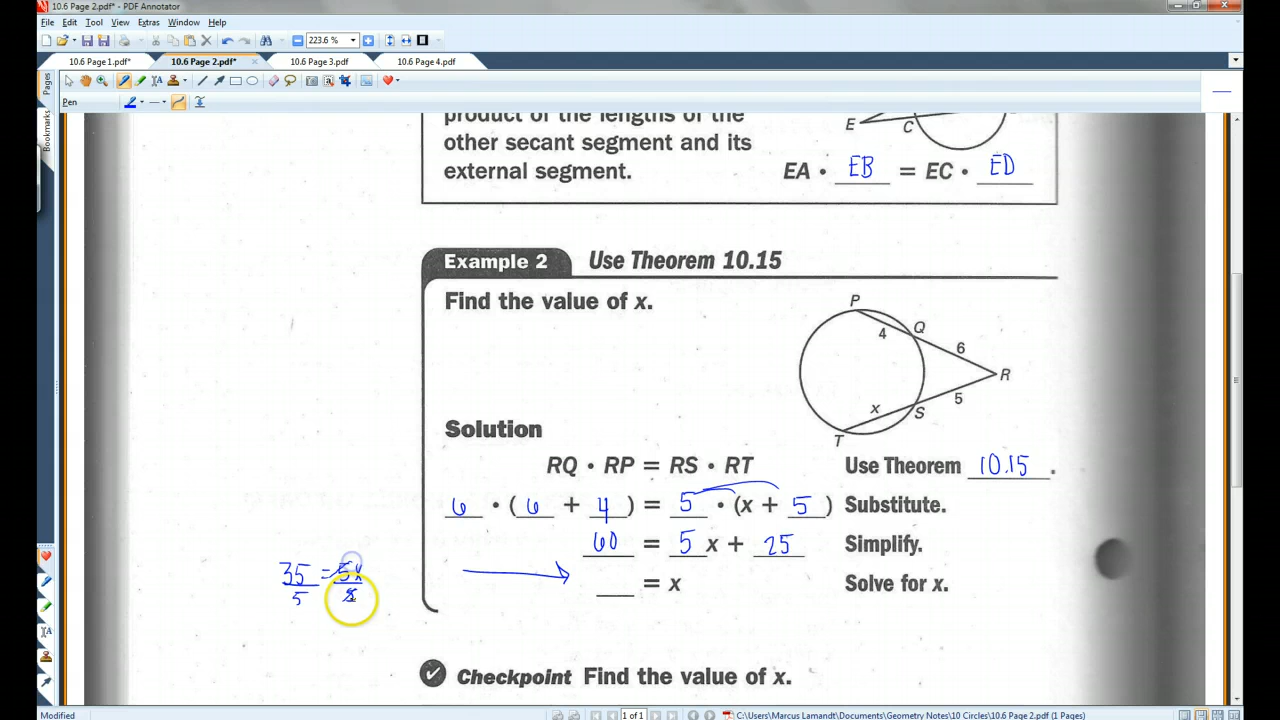 10.6 Page 2.pdf* - PDF Annotator
File Edit Tool View Extras Window Help
223.6 %
10.6 Page 1.pdf* 10.6 Page 2.pdf* 10.6 Page 3.pdf 10.6 Page 4.pdf
Pen
Pages
Bookmarks
product of the lengths of the
other secant segment and its
external segment.
E C
EA • EB = EC • ED
Example 2 Use Theorem 10.15
Find the value of x.
P
4 Q 6
R
x S 5
T
Solution
RQ • RP = RS • RT Use Theorem 10.15.
6 • (6 + 4) = 5 • (x + 5) Substitute.
60 = 5x + 25 Simplify.
___ = x Solve for x.
35 = 5x
5 5
Checkpoint Find the value of x.
Modified
1 of 1
C:\Users\Marcus Lamandt\Documents\Geometry Notes\10 Circles\10.6 Page 2.pdf (1 Pages)